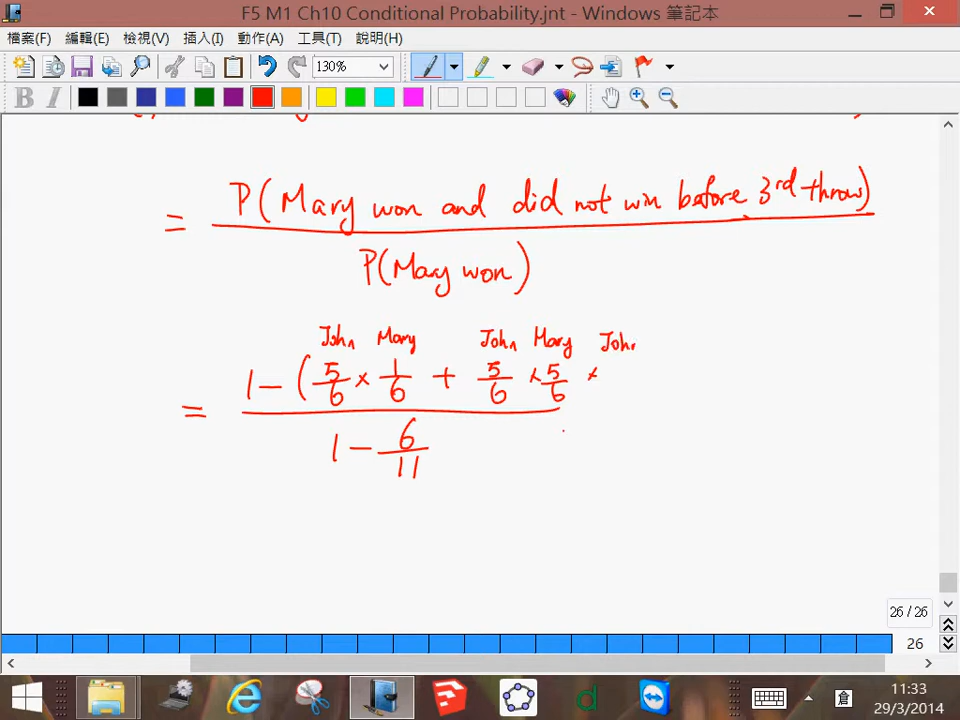 F5 M1 Ch10 Conditional Probability.jnt - Windows 筆記本
檔案(F) 編輯(E) 檢視(V) 插入(I) 動作(A) 工具(T) 說明(H)
130%
B I
= P(Mary won and did not win before 3rd throw)
P(Mary won)
John Mary John Mary John
= 1 - ( 5/6 × 1/6 + 5/6 × 5/6 ×
1 - 6/11
26 / 26
26
11:33
29/3/2014
倉